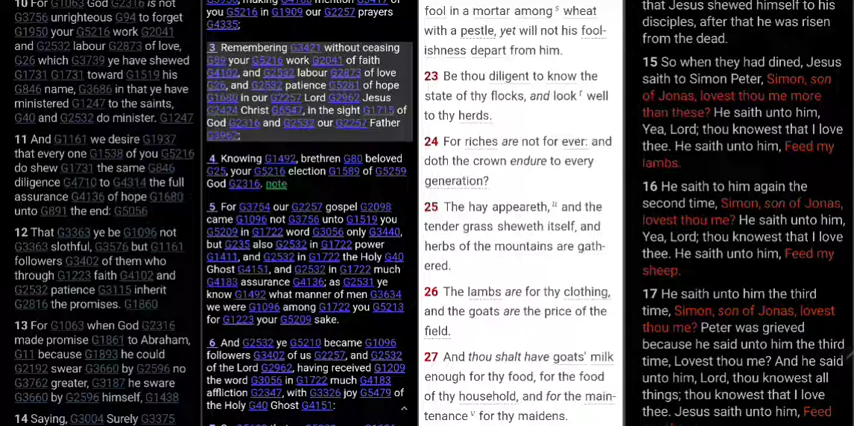 10 For G1063 God G2316 is not
G3756 unrighteous G94 to forget
G1950 your G5216 work G2041
and G2532 labour G2873 of love,
G26 which G3739 ye have shewed
G1731 G1731 toward G1519 his
G846 name, G3686 in that ye have
ministered G1247 to the saints,
G40 and G2532 do minister. G1247
11 And G1161 we desire G1937
that every one G1538 of you G5216
do shew G1731 the same G846
diligence G4710 to G4314 the full
assurance G4136 of hope G1680
unto G891 the end: G5056
12 That G3363 ye be G1096 not
G3363 slothful, G3576 but G1161
followers G3402 of them who
through G1223 faith G4102 and
G2532 patience G3115 inherit
G2816 the promises. G1860
13 For G1063 when God G2316
made promise G1861 to Abraham,
G11 because G1893 he could
G2192 swear G3660 by G2596 no
G3762 greater, G3187 he sware
G3660 by G2596 himself, G1438
14 Saying, G3004 Surely G3375
you G5216 in G1909 our G2257 prayers
G4335;
3 Remembering G3421 without ceasing
G89 your G5216 work G2041 of faith
G4102, and G2532 labour G2873 of love
G26, and G2532 patience G5281 of hope
G1680 in our G2257 Lord G2962 Jesus
G2424 Christ G5547, in the sight G1715 of
God G2316 and G2532 our G2257 Father
G3962;
4 Knowing G1492, brethren G80 beloved
G25, your G5216 election G1589 of G5259
God G2316. note
5 For G3754 our G2257 gospel G2098
came G1096 not G3756 unto G1519 you
G5209 in G1722 word G3056 only G3440,
but G235 also G2532 in G1722 power
G1411, and G2532 in G1722 the Holy G40
Ghost G4151, and G2532 in G1722 much
G4183 assurance G4136; as G2531 ye
know G1492 what manner of men G3634
we were G1096 among G1722 you G5213
for G1223 your G5209 sake.
6 And G2532 ye G5210 became G1096
followers G3402 of us G2257, and G2532
of the Lord G2962, having received G1209
the word G3056 in G1722 much G4183
affliction G2347, with G3326 joy G5479 of
the Holy G40 Ghost G4151:
fool in a mortar among s wheat
with a pestle, yet will not his fool-
ishness depart from him.
23 Be thou diligent to know the
state of thy flocks, and look r well
to thy herds.
24 For riches are not for ever: and
doth the crown endure to every
generation?
25 The hay appeareth, u and the
tender grass sheweth itself, and
herbs of the mountains are gath-
ered.
26 The lambs are for thy clothing,
and the goats are the price of the
field.
27 And thou shalt have goats' milk
enough for thy food, for the food
of thy household, and for the main-
tenance v for thy maidens.
that Jesus shewed himself to his
disciples, after that he was risen
from the dead.
15 So when they had dined, Jesus
saith to Simon Peter, Simon, son
of Jonas, lovest thou me more
than these? He saith unto him,
Yea, Lord; thou knowest that I love
thee. He saith unto him, Feed my
lambs.
16 He saith to him again the
second time, Simon, son of Jonas,
lovest thou me? He saith unto him,
Yea, Lord; thou knowest that I love
thee. He saith unto him, Feed my
sheep.
17 He saith unto him the third
time, Simon, son of Jonas, lovest
thou me? Peter was grieved
because he said unto him the third
time, Lovest thou me? And he said
unto him, Lord, thou knowest all
things; thou knowest that I love
thee. Jesus saith unto him, Feed